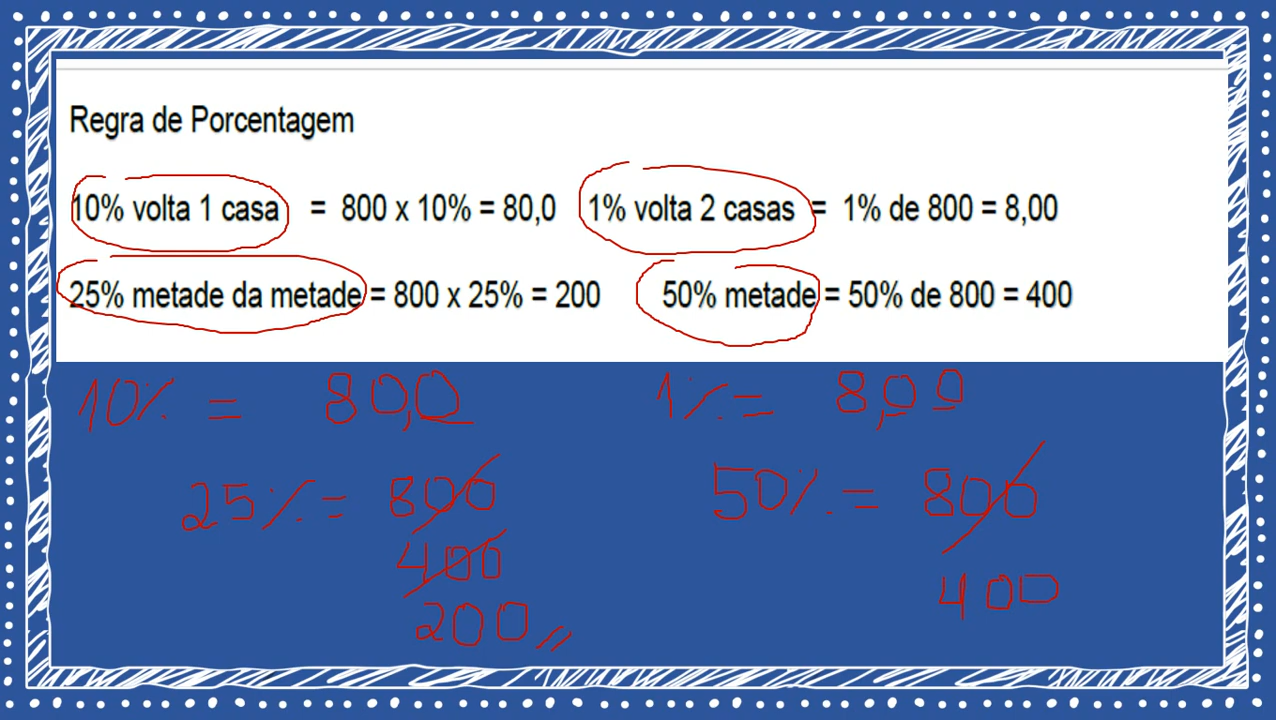 Regra de Porcentagem
10% volta 1 casa = 800 x 10% = 80,0 1% volta 2 casas = 1% de 800 = 8,00
25% metade da metade = 800 x 25% = 200 50% metade = 50% de 800 = 400
10% = 80,0 1% = 8,00
25% = 800 50% = 800
400 400
200